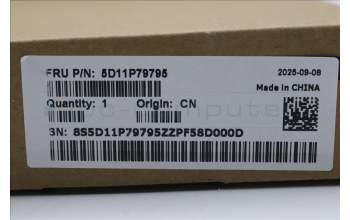 FRU P/N: 5D11P79795
2025-09-08
Made in CHINA
Quantity: 1 Origin: CN
SN: 8S5D11P79795ZZPF58D000D